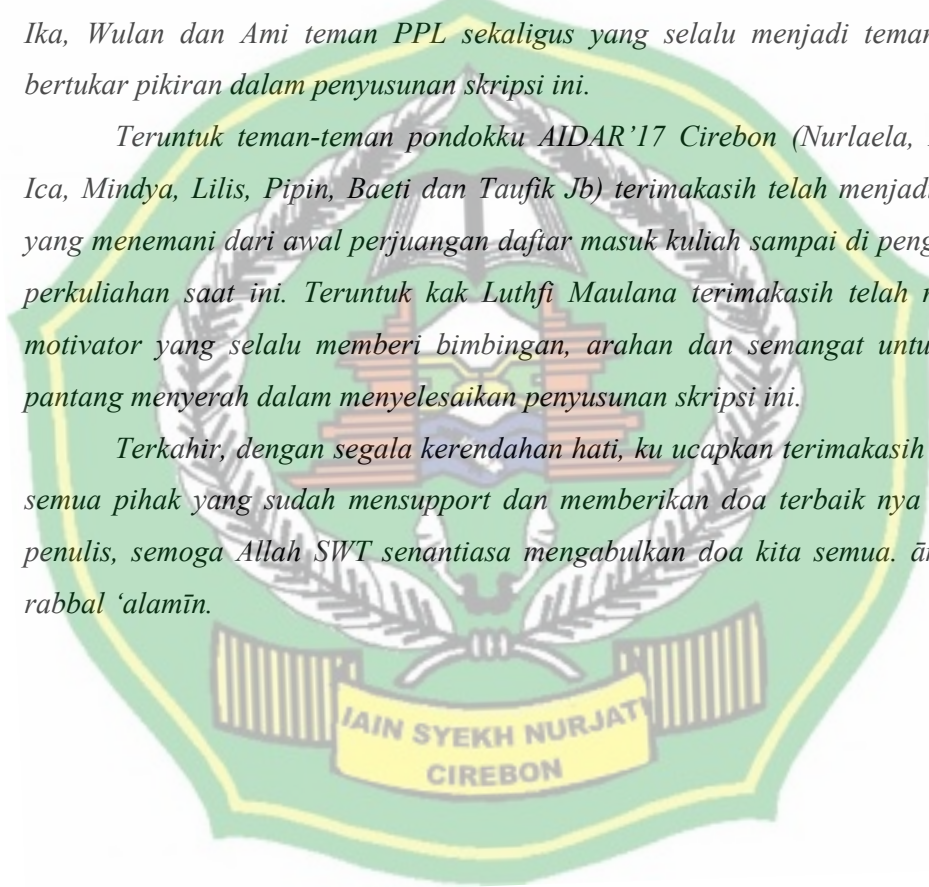 Ika, Wulan dan Ami teman PPL sekaligus yang selalu menjadi teman
bertukar pikiran dalam penyusunan skripsi ini.
Teruntuk teman-teman pondokku AIDAR’17 Cirebon (Nurlaela,
Ica, Mindya, Lilis, Pipin, Baeti dan Taufik Jb) terimakasih telah menjad
yang menemani dari awal perjuangan daftar masuk kuliah sampai di peng
perkuliahan saat ini. Teruntuk kak Luthfi Maulana terimakasih telah
motivator yang selalu memberi bimbingan, arahan dan semangat untu
pantang menyerah dalam menyelesaikan penyusunan skripsi ini.
Terkahir, dengan segala kerendahan hati, ku ucapkan terimakasih
semua pihak yang sudah mensupport dan memberikan doa terbaik nya
penulis, semoga Allah SWT senantiasa mengabulkan doa kita semua.
rabbal ‘alamīn.
IAIN SYEKH NURJATI
CIREBON